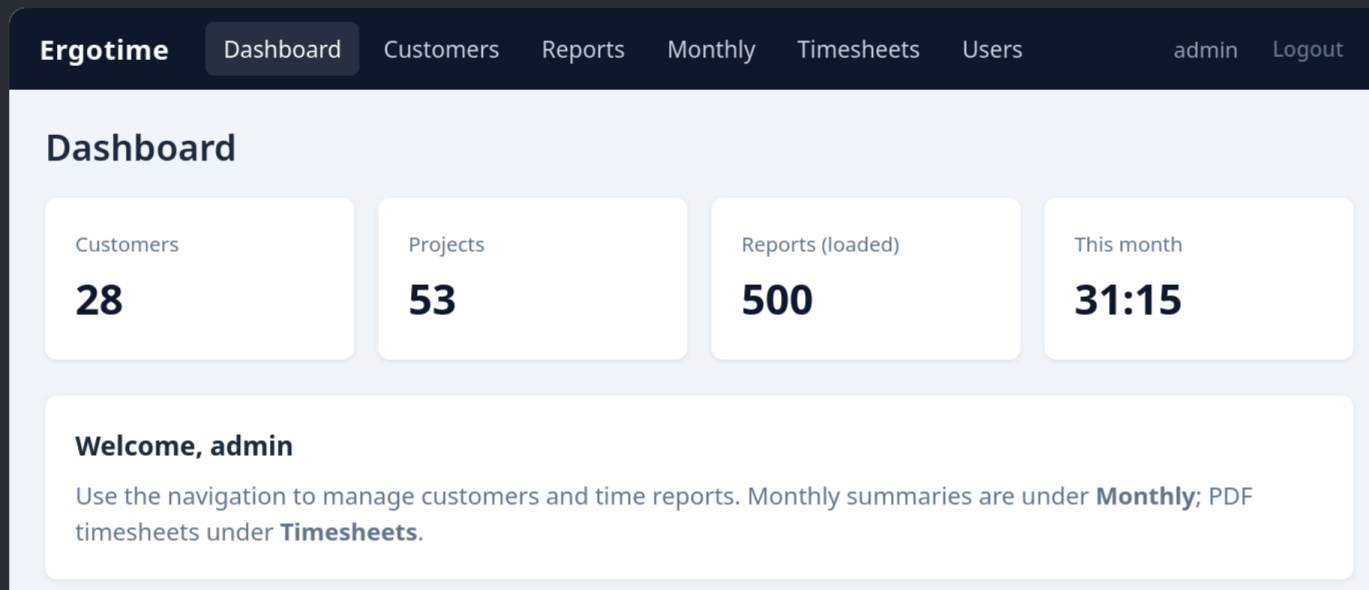 Ergotime Dashboard Customers Reports Monthly Timesheets Users admin Logout
Dashboard
Customers
28
Projects
53
Reports (loaded)
500
This month
31:15
Welcome, admin
Use the navigation to manage customers and time reports. Monthly summaries are under Monthly; PDF
timesheets under Timesheets.